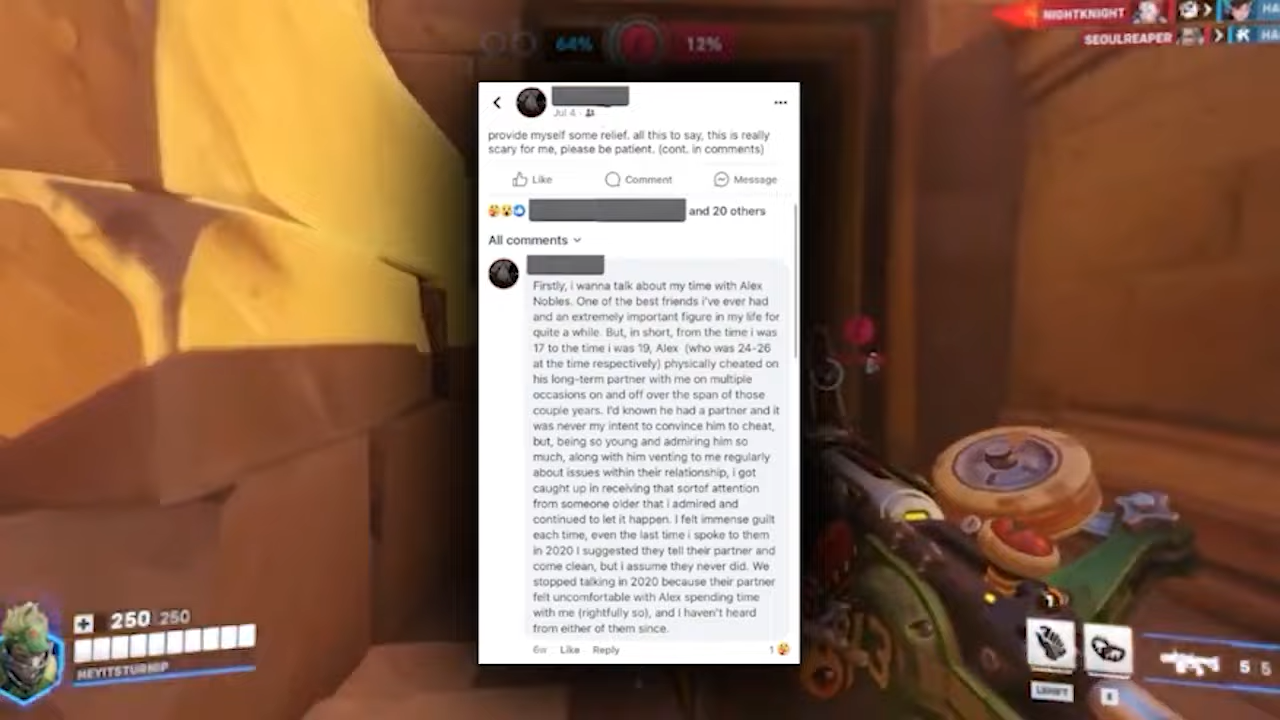 NIGHTKNIGHT HA
SEOULREAPER HA
64% 12%
Jul 4
provide myself some relief. all this to say, this is really
scary for me, please be patient. (cont. in comments)
Like Comment Message
and 20 others
All comments
Firstly, i wanna talk about my time with Alex
Nobles. One of the best friends i've ever had
and an extremely important figure in my life for
quite a while. But, in short, from the time i was
17 to the time i was 19, Alex (who was 24-26
at the time respectively) physically cheated on
his long-term partner with me on multiple
occasions on and off over the span of those
couple years. I'd known he had a partner and it
was never my intent to convince him to cheat,
but, being so young and admiring him so
much, along with him venting to me regularly
about issues within their relationship, i got
caught up in receiving that sortof attention
from someone older that i admired and
continued to let it happen. I felt immense guilt
each time, even the last time i spoke to them
in 2020 I suggested they tell their partner and
come clean, but i assume they never did. We
stopped talking in 2020 because their partner
felt uncomfortable with Alex spending time
with me (rightfully so), and I haven't heard
from either of them since.
6w Like Reply 1
250 250
HEYITSTURNIP
LSHIFT E
5 5